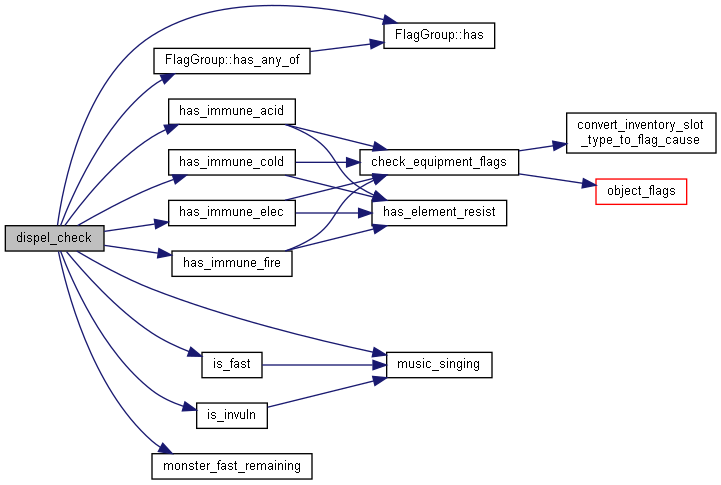 dispel_check
FlagGroup::has
FlagGroup::has_any_of
has_immune_acid
has_immune_cold
has_immune_elec
has_immune_fire
check_equipment_flags
has_element_resist
convert_inventory_slot
_type_to_flag_cause
object_flags
is_fast
music_singing
is_invuln
monster_fast_remaining